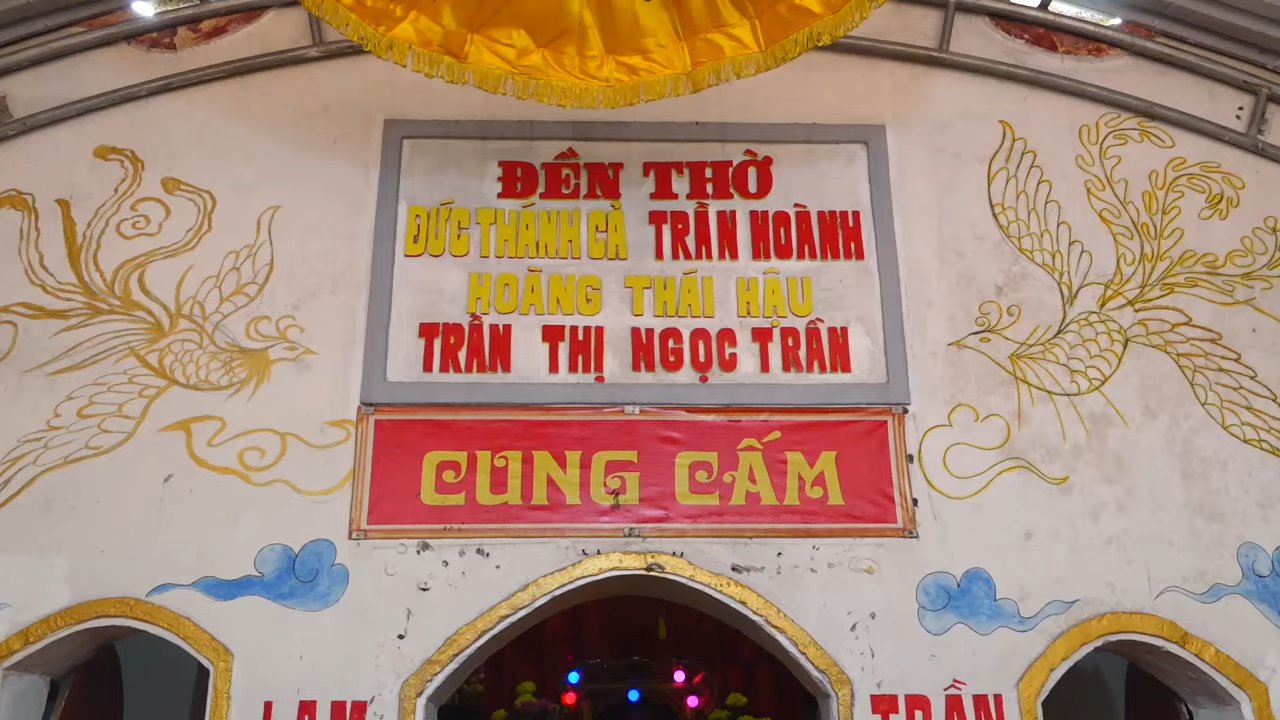 ĐỀN THỜ
ĐỨC THÁNH CẢ TRẦN HOÀNH
HOÀNG THÁI HẬU
TRẦN THỊ NGỌC TRẦN
CUNG CẤM
TRẦN